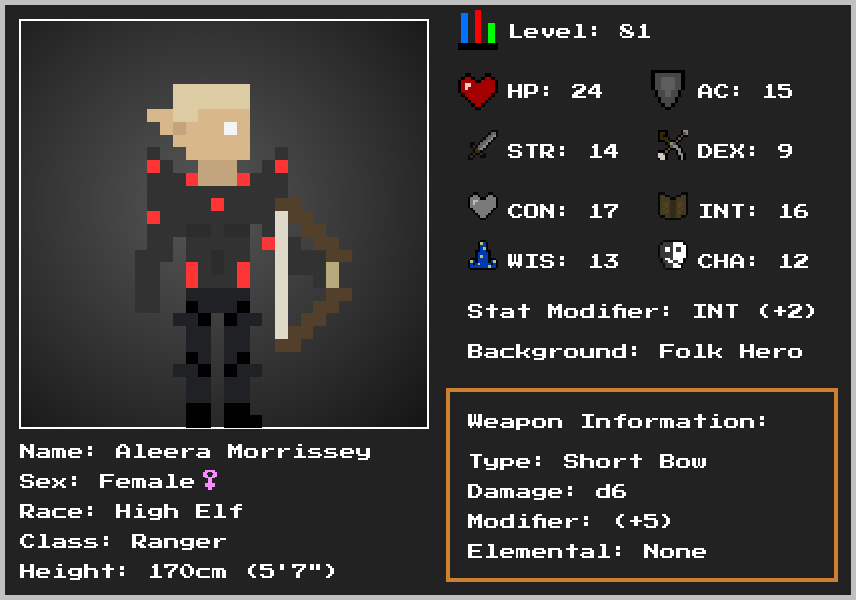 Level: 81
HP: 24 AC: 15
STR: 14 DEX: 9
CON: 17 INT: 16
WIS: 13 CHA: 12
Stat Modifier: INT (+2)
Background: Folk Hero
Weapon Information:
Type: Short Bow
Damage: d6
Modifier: (+5)
Elemental: None
Name: Aleera Morrissey
Sex: Female♀
Race: High Elf
Class: Ranger
Height: 170cm (5'7")